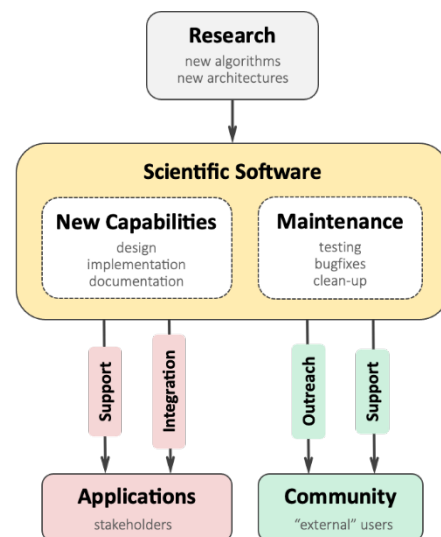 Research
new algorithms
new architectures
Scientific Software
New Capabilities
design
implementation
documentation
Maintenance
testing
bugfixes
clean-up
Support
Integration
Outreach
Support
Applications
stakeholders
Community
“external” users